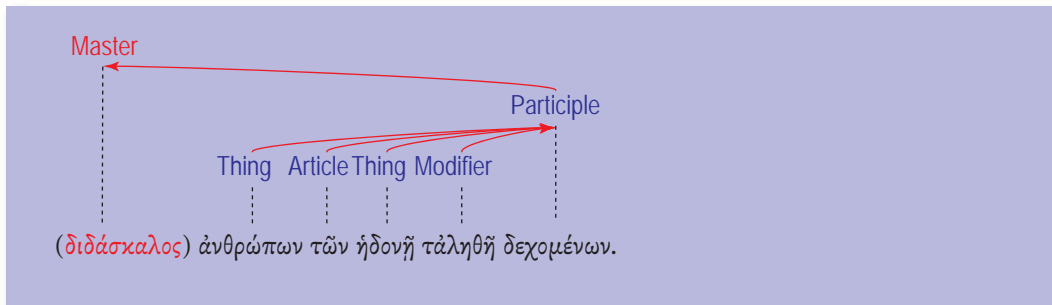 Master
Participle
Thing Article Thing Modifier
(διδάσκαλος) ἀνθρώπων τῶν ἡδονῇ τἀληθῆ δεχομένων.